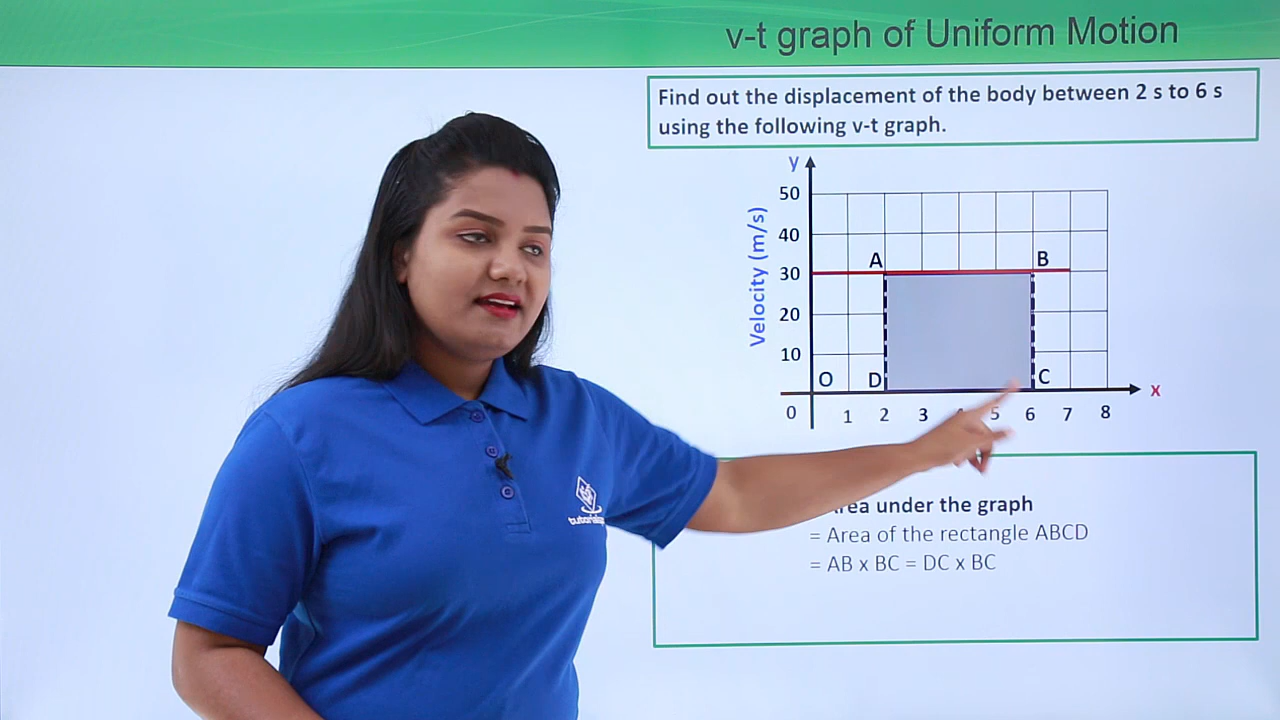 v-t graph of Uniform Motion
Find out the displacement of the body between 2 s to 6 s
using the following v-t graph.
y
50
40
30
20
10
Velocity (m/s)
A
B
O
D
C
x
0 1 2 3 5 6 7 8
under the graph
= Area of the rectangle ABCD
= AB x BC = DC x BC